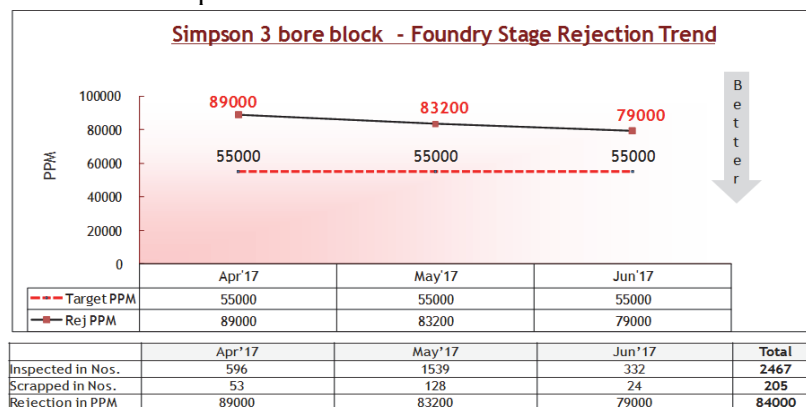 Simpson 3 bore block - Foundry Stage Rejection Trend
Better
PPM
100000
80000
60000
40000
20000
0
89000 83200 79000
55000 55000 55000
Apr'17 May'17 Jun'17
Target PPM 55000 55000 55000
Rej PPM 89000 83200 79000
Apr'17 May'17 Jun'17 Total
Inspected in Nos. 596 1539 332 2467
Scrapped in Nos. 53 128 24 205
Rejection in PPM 89000 83200 79000 84000